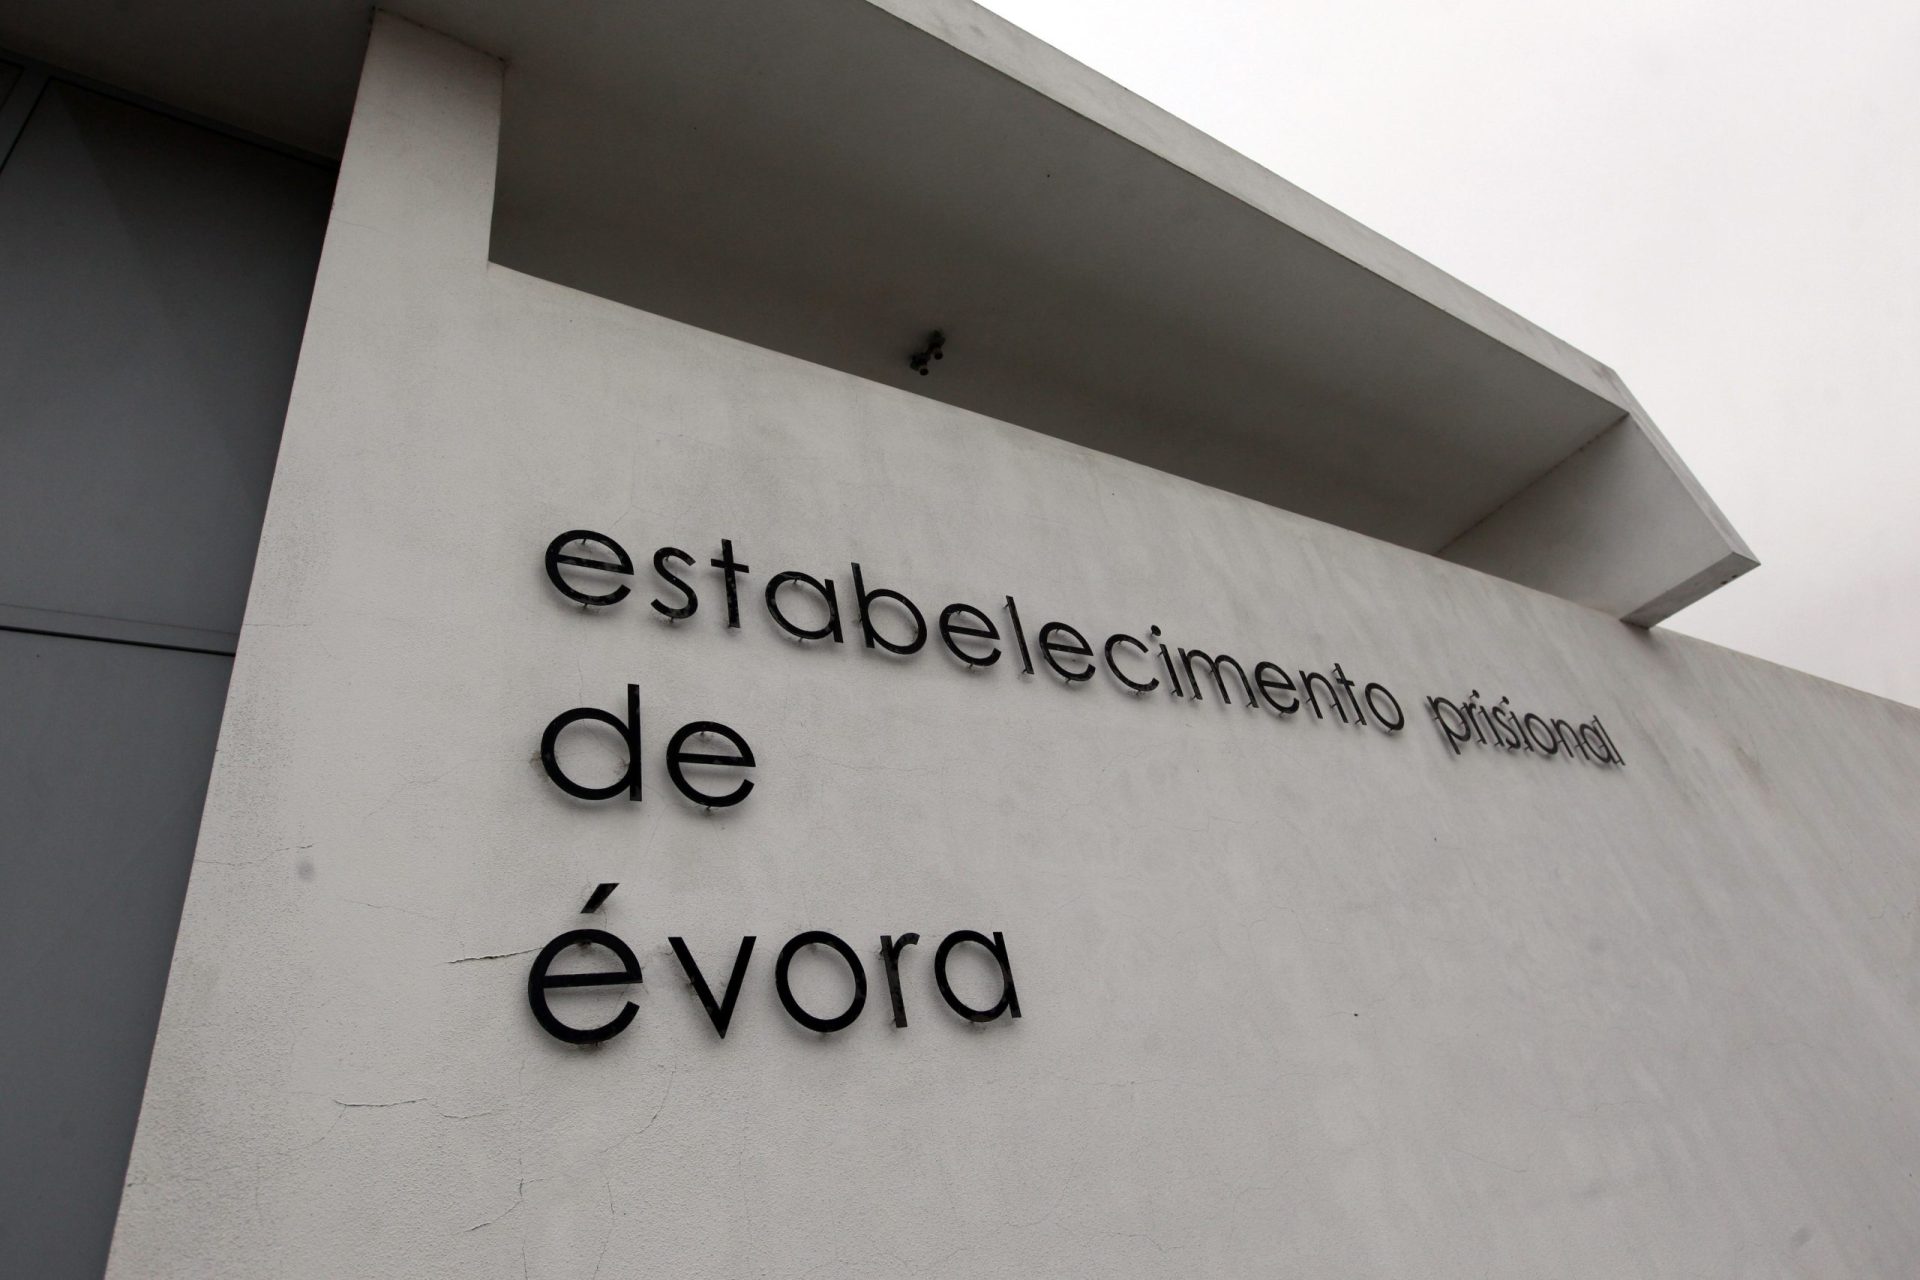 estabelecimento prisional
de
évora